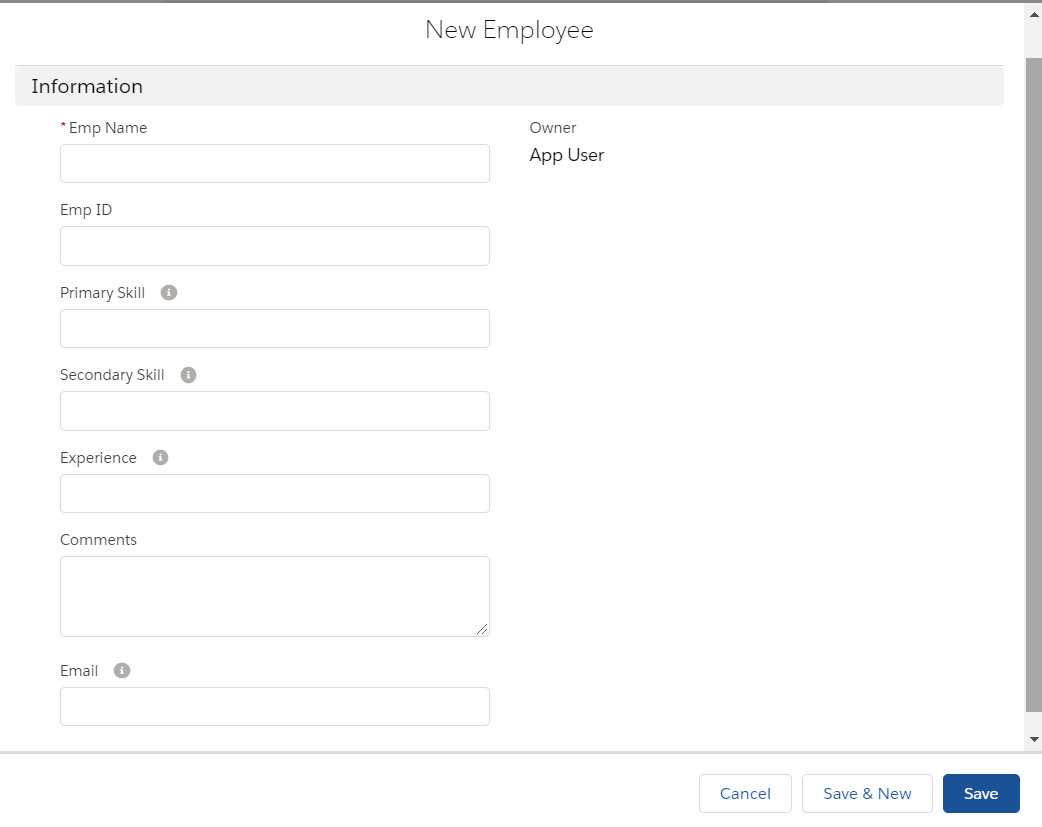 New Employee
Information
* Emp Name
Owner
App User
Emp ID
Primary Skill
Secondary Skill
Experience
Comments
Email
Cancel
Save & New
Save